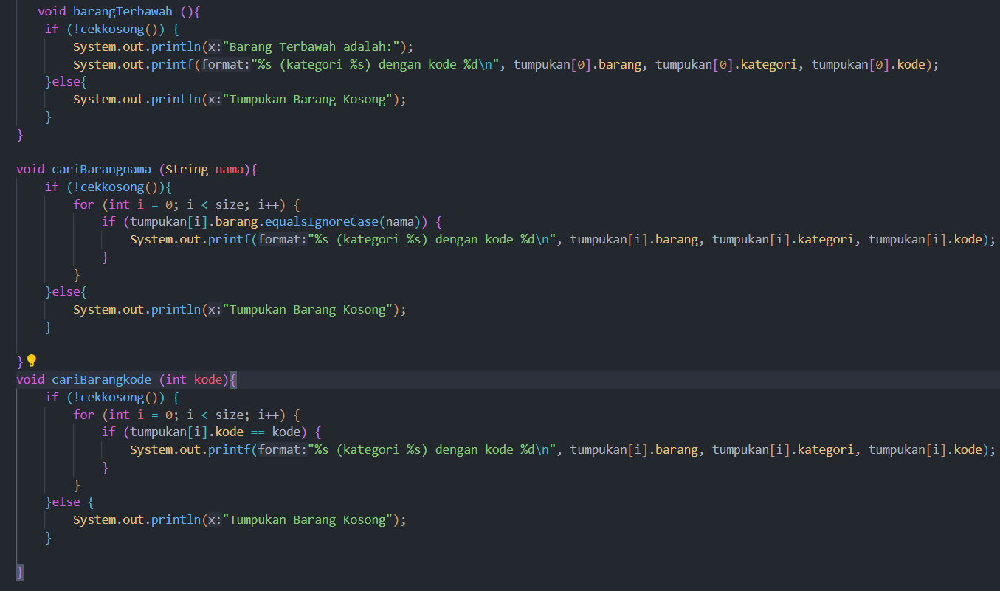 void barangTerbawah (){
if (!cekkosong()) {
System.out.println(x:"Barang Terbawah adalah:");
System.out.printf(format:"%s (kategori %s) dengan kode %d\n", tumpukan[0].barang, tumpukan[0].kategori, tumpukan[0].kode);
}else{
System.out.println(x:"Tumpukan Barang Kosong");
}
}
void cariBarangnama (String nama){
if (!cekkosong()){
for (int i = 0; i < size; i++) {
if (tumpukan[i].barang.equalsIgnoreCase(nama)) {
System.out.printf(format:"%s (kategori %s) dengan kode %d\n", tumpukan[i].barang, tumpukan[i].kategori, tumpukan[i].kode);
}
}
}else{
System.out.println(x:"Tumpukan Barang Kosong");
}
}
void cariBarangkode (int kode){
if (!cekkosong()) {
for (int i = 0; i < size; i++) {
if (tumpukan[i].kode == kode) {
System.out.printf(format:"%s (kategori %s) dengan kode %d\n", tumpukan[i].barang, tumpukan[i].kategori, tumpukan[i].kode);
}
}
}else {
System.out.println(x:"Tumpukan Barang Kosong");
}
}